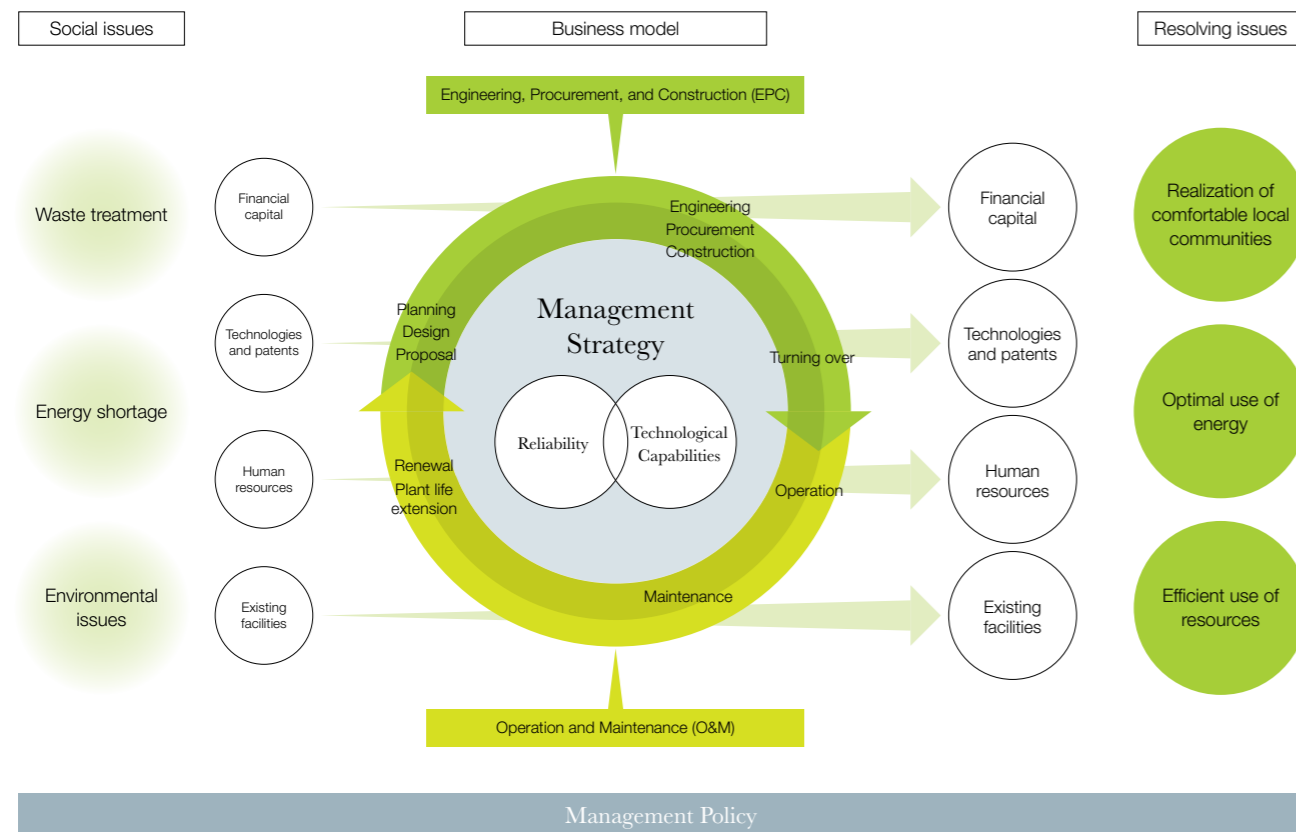 Social issues
Business model
Resolving issues
Engineering, Procurement, and Construction (EPC)
Waste treatment
Energy shortage
Environmental
issues
Financial
capital
Technologies
and patents
Human
resources
Existing
facilities
Engineering
Procurement
Construction
Planning
Design
Proposal
Turning over
Renewal
Plant life
extension
Operation
Maintenance
Management
Strategy
Reliability
Technological
Capabilities
Operation and Maintenance (O&M)
Financial
capital
Technologies
and patents
Human
resources
Existing
facilities
Realization of
comfortable local
communities
Optimal use of
energy
Efficient use of
resources
Management Policy